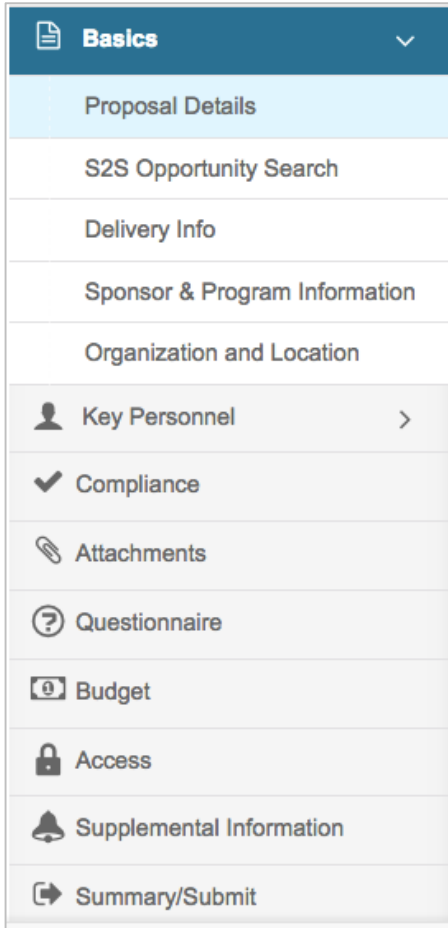 Basics
Proposal Details
S2S Opportunity Search
Delivery Info
Sponsor & Program Information
Organization and Location
Key Personnel
Compliance
Attachments
Questionnaire
Budget
Access
Supplemental Information
Summary/Submit